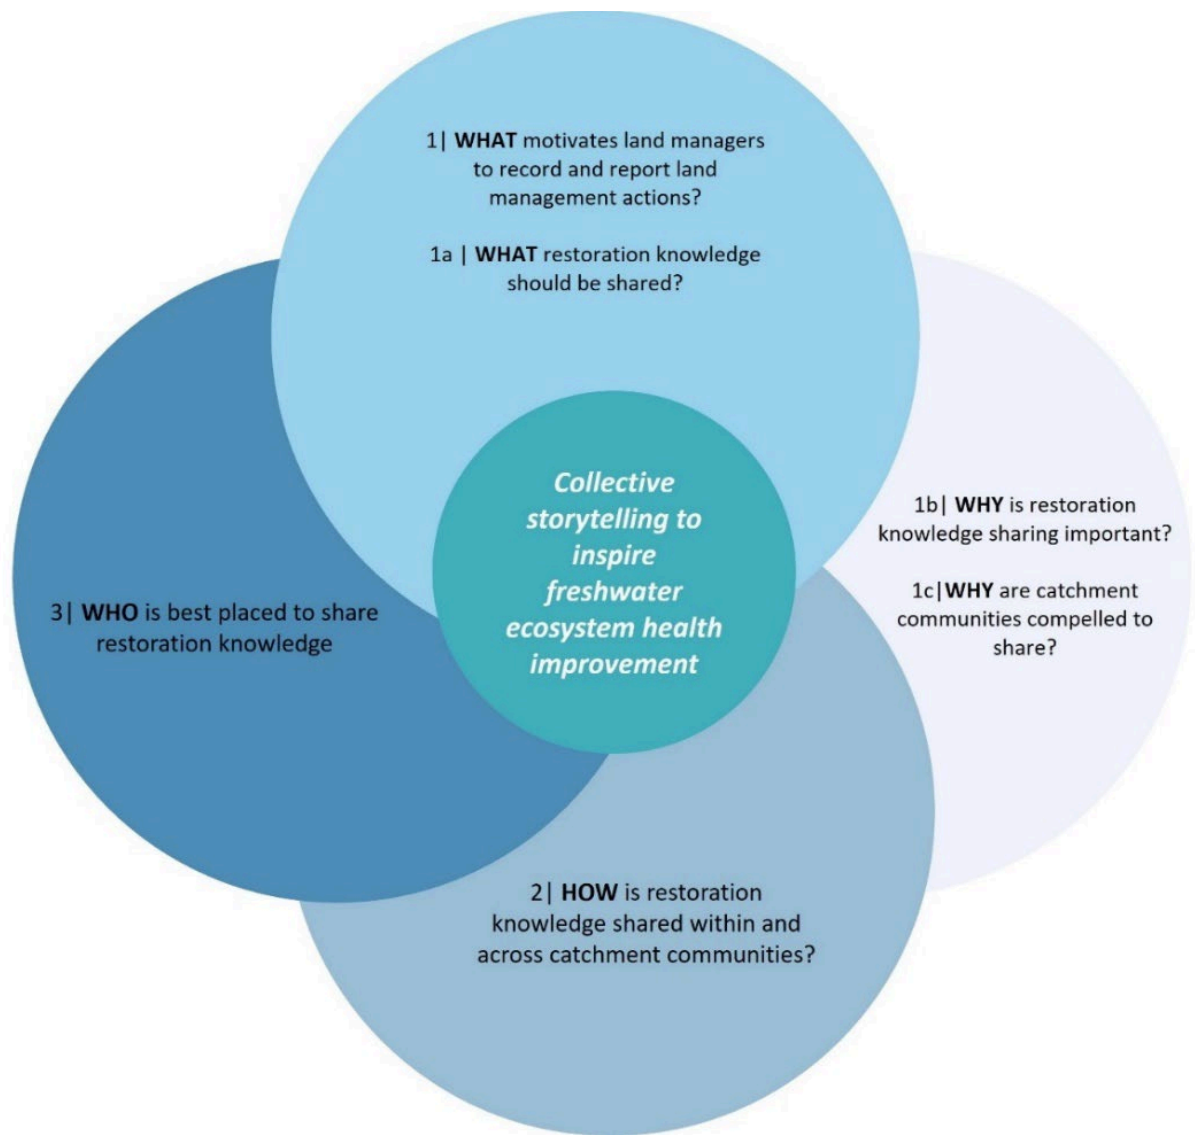 1| WHAT motivates land managers
to record and report land
management actions?
1a | WHAT restoration knowledge
should be shared?
1b| WHY is restoration
knowledge sharing important?
1c|WHY are catchment
communities compelled to
share?
2| HOW is restoration
knowledge shared within and
across catchment communities?
3| WHO is best placed to share
restoration knowledge
Collective
storytelling to
inspire
freshwater
ecosystem health
improvement